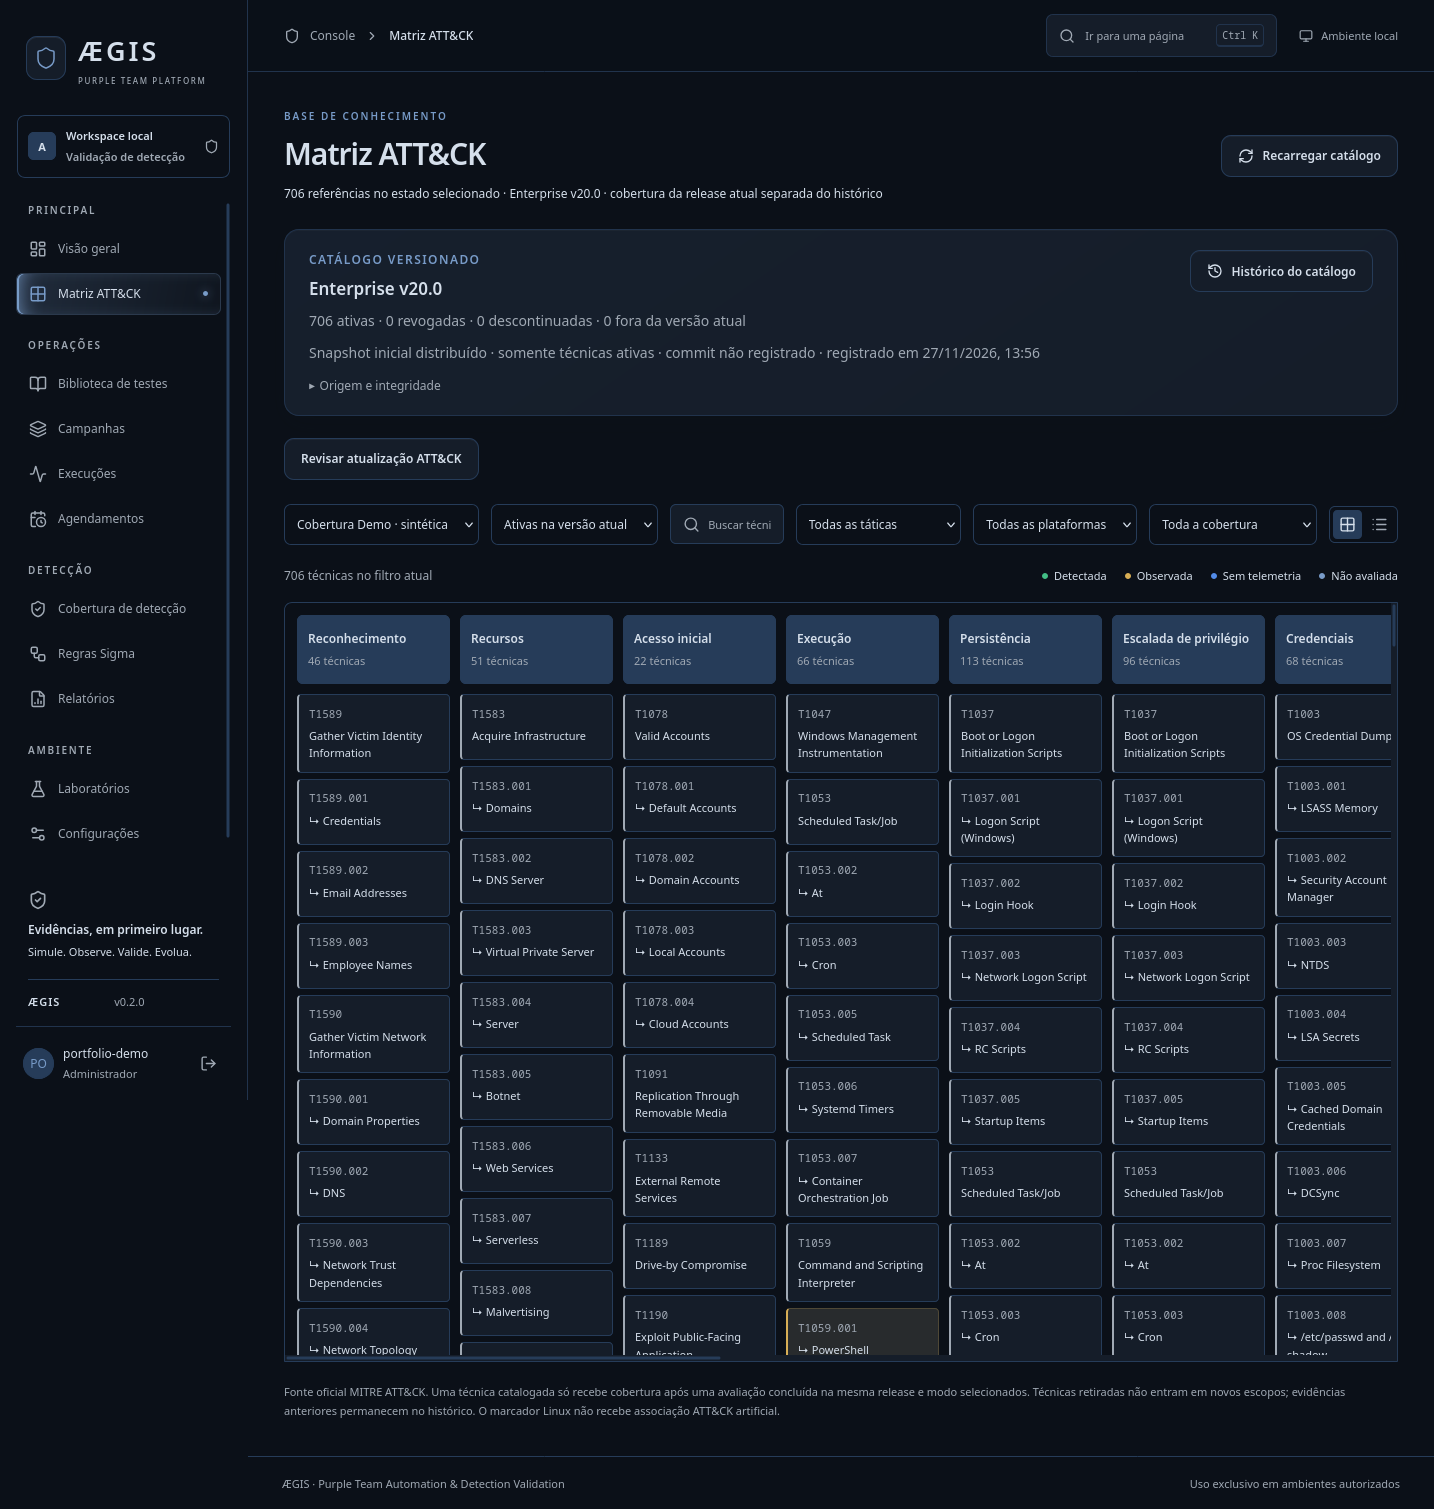 ÆGIS
PURPLE TEAM PLATFORM
A
Workspace local
Validação de detecção
PRINCIPAL
Visão geral
Matriz ATT&CK
OPERAÇÕES
Biblioteca de testes
Campanhas
Execuções
Agendamentos
DETECÇÃO
Cobertura de detecção
Regras Sigma
Relatórios
AMBIENTE
Laboratórios
Configurações
Evidências, em primeiro lugar.
Simule. Observe. Valide. Evolua.
ÆGIS v0.2.0
PO
portfolio-demo
Administrador
Console > Matriz ATT&CK
Ir para uma página Ctrl K
Ambiente local
BASE DE CONHECIMENTO
Matriz ATT&CK
706 referências no estado selecionado · Enterprise v20.0 · cobertura da release atual separada do histórico
Recarregar catálogo
CATÁLOGO VERSIONADO
Enterprise v20.0
706 ativas · 0 revogadas · 0 descontinuadas · 0 fora da versão atual
Snapshot inicial distribuído · somente técnicas ativas · commit não registrado · registrado em 27/11/2026, 13:56
▸ Origem e integridade
Histórico do catálogo
Revisar atualização ATT&CK
Cobertura Demo · sintética
Ativas na versão atual
Buscar técni
Todas as táticas
Todas as plataformas
Toda a cobertura
706 técnicas no filtro atual
Detectada
Observada
Sem telemetria
Não avaliada
Reconhecimento
46 técnicas
T1589
Gather Victim Identity
Information
T1589.001
↳ Credentials
T1589.002
↳ Email Addresses
T1589.003
↳ Employee Names
T1590
Gather Victim Network
Information
T1590.001
↳ Domain Properties
T1590.002
↳ DNS
T1590.003
↳ Network Trust
Dependencies
T1590.004
↳ Network Topology
Recursos
51 técnicas
T1583
Acquire Infrastructure
T1583.001
↳ Domains
T1583.002
↳ DNS Server
T1583.003
↳ Virtual Private Server
T1583.004
↳ Server
T1583.005
↳ Botnet
T1583.006
↳ Web Services
T1583.007
↳ Serverless
T1583.008
↳ Malvertising
Acesso inicial
22 técnicas
T1078
Valid Accounts
T1078.001
↳ Default Accounts
T1078.002
↳ Domain Accounts
T1078.003
↳ Local Accounts
T1078.004
↳ Cloud Accounts
T1091
Replication Through
Removable Media
T1133
External Remote
Services
T1189
Drive-by Compromise
T1190
Exploit Public-Facing
Application
Execução
66 técnicas
T1047
Windows Management
Instrumentation
T1053
Scheduled Task/Job
T1053.002
↳ At
T1053.003
↳ Cron
T1053.005
↳ Scheduled Task
T1053.006
↳ Systemd Timers
T1053.007
↳ Container
Orchestration Job
T1059
Command and Scripting
Interpreter
T1059.001
↳ PowerShell
Persistência
113 técnicas
T1037
Boot or Logon
Initialization Scripts
T1037.001
↳ Logon Script
(Windows)
T1037.002
↳ Login Hook
T1037.003
↳ Network Logon Script
T1037.004
↳ RC Scripts
T1037.005
↳ Startup Items
T1053
Scheduled Task/Job
T1053.002
↳ At
T1053.003
↳ Cron
Escalada de privilégio
96 técnicas
T1037
Boot or Logon
Initialization Scripts
T1037.001
↳ Logon Script
(Windows)
T1037.002
↳ Login Hook
T1037.003
↳ Network Logon Script
T1037.004
↳ RC Scripts
T1037.005
↳ Startup Items
T1053
Scheduled Task/Job
T1053.002
↳ At
T1053.003
↳ Cron
Credenciais
68 técnicas
T1003
OS Credential Dump
T1003.001
↳ LSASS Memory
T1003.002
↳ Security Account
Manager
T1003.003
↳ NTDS
T1003.004
↳ LSA Secrets
T1003.005
↳ Cached Domain
Credentials
T1003.006
↳ DCSync
T1003.007
↳ Proc Filesystem
T1003.008
↳ /etc/passwd and /
shadow
Fonte oficial MITRE ATT&CK. Uma técnica catalogada só recebe cobertura após uma avaliação concluída na mesma release e modo selecionados. Técnicas retiradas não entram em novos escopos; evidências
anteriores permanecem no histórico. O marcador Linux não recebe associação ATT&CK artificial.
ÆGIS · Purple Team Automation & Detection Validation
Uso exclusivo em ambientes autorizados